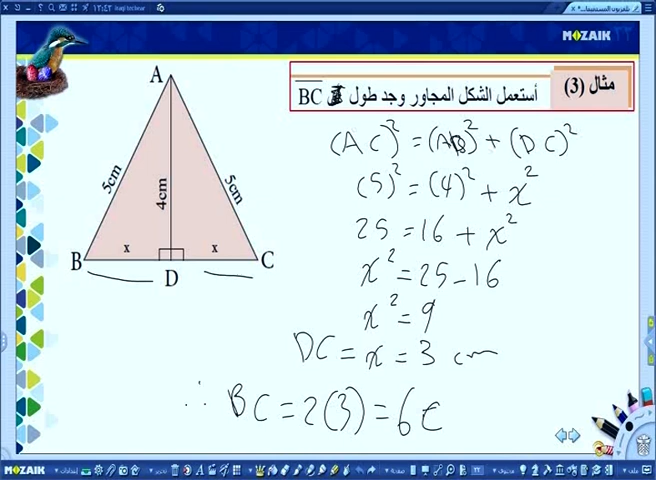 MOZAIK
مثال (3)
أستعمل الشكل المجاور وجد طول BC
A
5cm
4cm
5cm
x
x
B
D
C
(AC)² = (AD)² + (DC)²
(5)² = (4)² + x²
25 = 16 + x²
x² = 25 - 16
x² = 9
DC = x = 3 cm
∴ BC = 2(3) = 6 c
MOZAIK